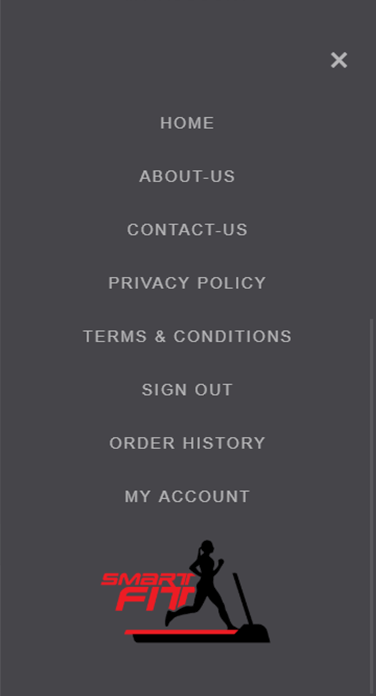 ×
HOME
ABOUT-US
CONTACT-US
PRIVACY POLICY
TERMS & CONDITIONS
SIGN OUT
ORDER HISTORY
MY ACCOUNT
SMART
FIT